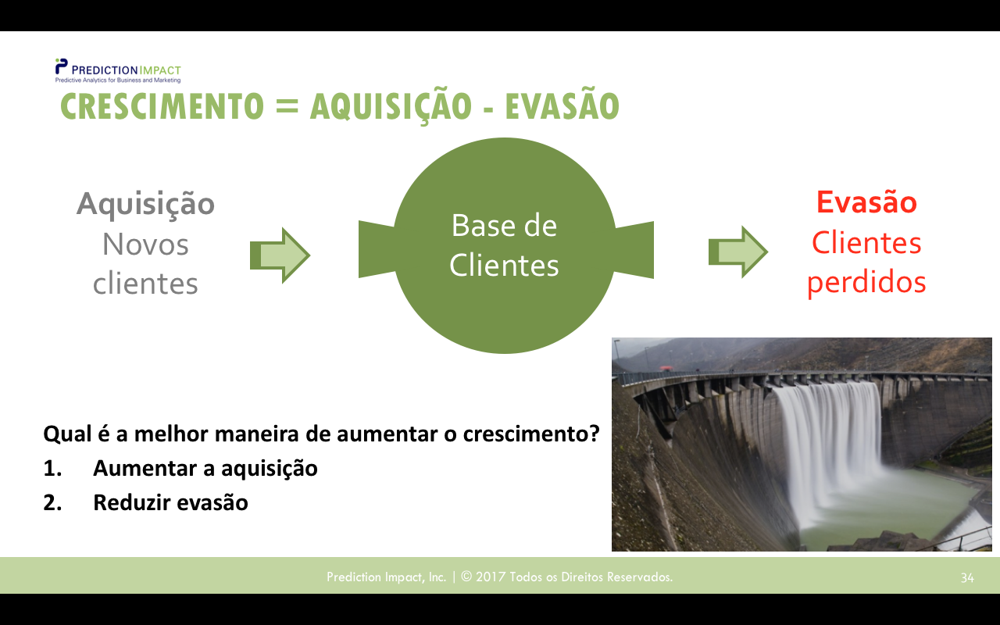 PREDICTION IMPACT
Predictive Analytics for Business and Marketing
CRESCIMENTO = AQUISIÇÃO - EVASÃO
Aquisição
Novos
clientes
Base de
Clientes
Evasão
Clientes
perdidos
Qual é a melhor maneira de aumentar o crescimento?
1. Aumentar a aquisição
2. Reduzir evasão
Prediction Impact, Inc. | © 2017 Todos os Direitos Reservados.
34